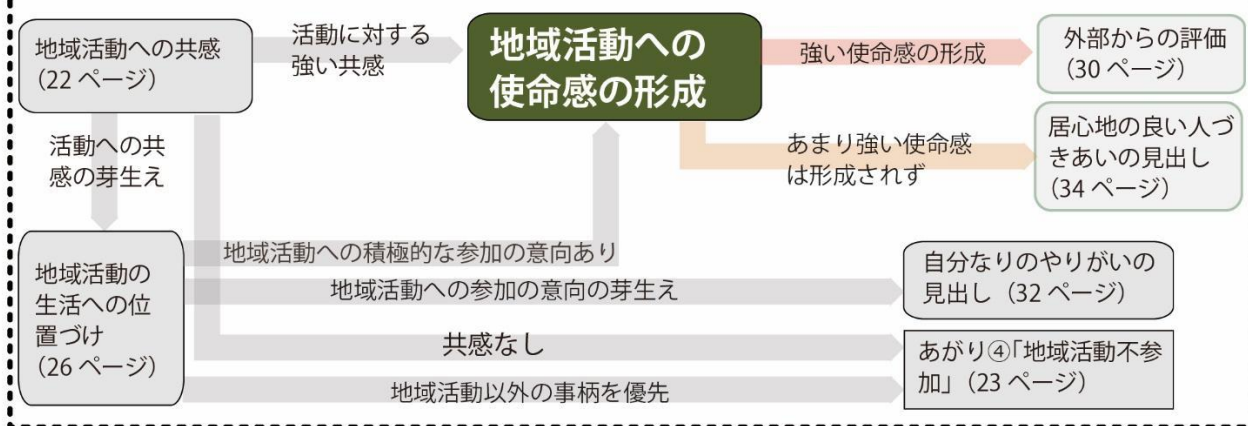 地域活動への共感
(22 ページ)
活動に対する
強い共感
地域活動への
使命感の形成
強い使命感の形成
外部からの評価
(30 ページ)
活動への共
感の芽生え
あまり強い使命感
は形成されず
居心地の良い人づ
きあいの見出し
(34 ページ)
地域活動の
生活への位
置づけ
(26 ページ)
地域活動への積極的な参加の意向あり
地域活動への参加の意向の芽生え
自分なりのやりがいの
見出し(32 ページ)
共感なし
あがり④「地域活動不参
加」(23 ページ)
地域活動以外の事柄を優先